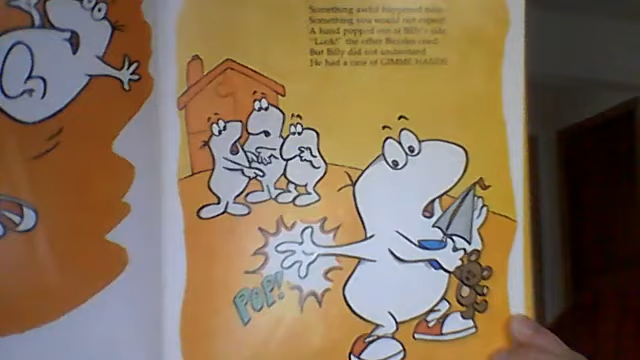 Something awful happened next.
Something you would not expect!
A hand popped out of Billy's side.
"Look!" the other Bizzies cried.
But Billy did not understand
He had a case of GIMME HANDS!
POP!